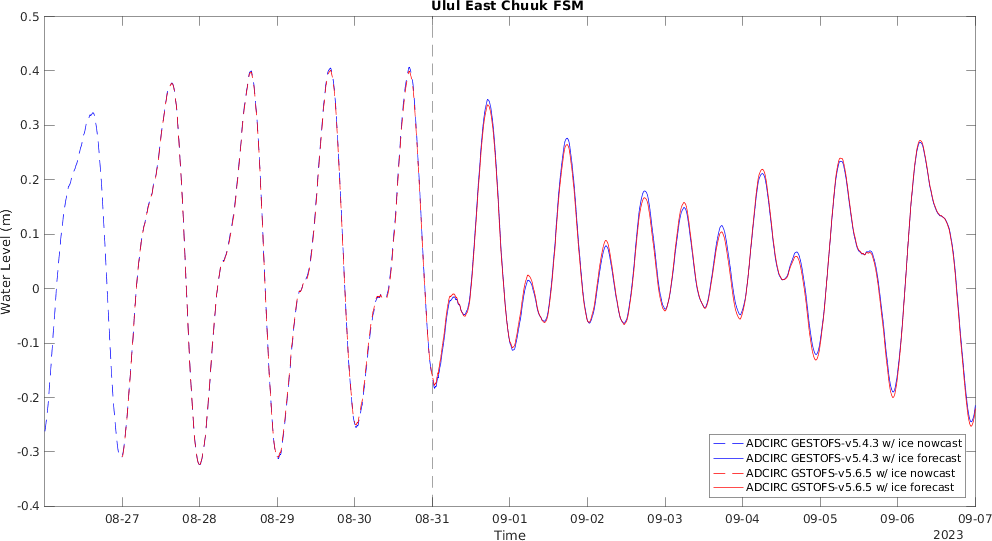 Ulul East Chuuk FSM
0.5
0.4
0.3
0.2
0.1
0
-0.1
-0.2
-0.3
-0.4
Water Level (m)
ADCIRC GESTOFS-v5.4.3 w/ ice nowcast
ADCIRC GESTOFS-v5.4.3 w/ ice forecast
ADCIRC GSTOFS-v5.6.5 w/ ice nowcast
ADCIRC GSTOFS-v5.6.5 w/ ice forecast
08-27 08-28 08-29 08-30 08-31 09-01 09-02 09-03 09-04 09-05 09-06 09-07
Time
2023